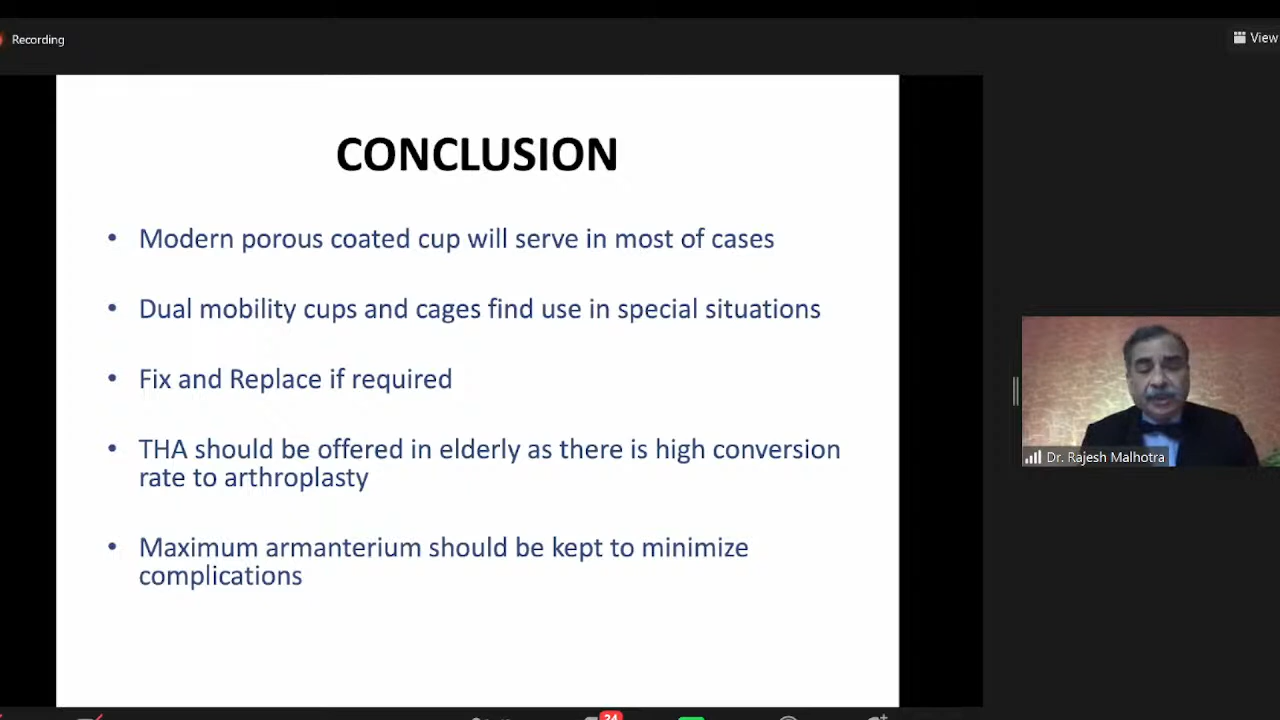 Recording
View
CONCLUSION
• Modern porous coated cup will serve in most of cases
• Dual mobility cups and cages find use in special situations
• Fix and Replace if required
• THA should be offered in elderly as there is high conversion
rate to arthroplasty
• Maximum armanterium should be kept to minimize
complications
Dr. Rajesh Malhotra
24